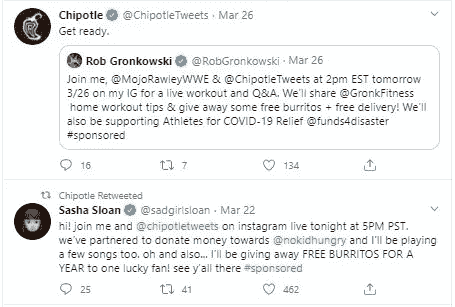 Chipotle @ChipotleTweets · Mar 26
Get ready.
Rob Gronkowski @RobGronkowski · Mar 26
Join me, @MojoRawleyWWE & @ChipotleTweets at 2pm EST tomorrow
3/26 on my IG for a live workout and Q&A. We'll share @GronkFitness
home workout tips & give away some free burritos + free delivery! We'll
also be supporting Athletes for COVID-19 Relief @funds4disaster
#sponsored
16 7 134
Chipotle Retweeted
Sasha Sloan @sadgirlsloan · Mar 22
hi! join me and @chipotletweets on instagram live tonight at 5PM PST.
we've partnered to donate money towards @nokidhungry and I'll be playing
a few songs too. oh and also... I'll be giving away FREE BURRITOS FOR A
YEAR to one lucky fan! see y'all there #sponsored
25 41 462